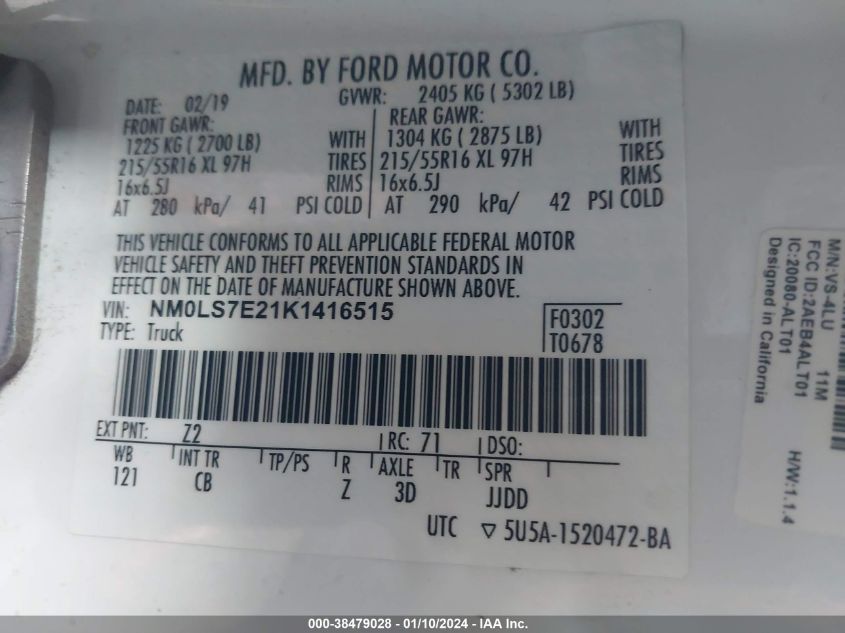 MFD. BY FORD MOTOR CO.
DATE: 02/19 GVWR: 2405 KG ( 5302 LB)
FRONT GAWR: REAR GAWR:
1225 KG ( 2700 LB) WITH 1304 KG ( 2875 LB) WITH
215/55R16 XL 97H TIRES 215/55R16 XL 97H TIRES
16x6.5J RIMS 16x6.5J RIMS
AT 280 kPa/ 41 PSI COLD AT 290 kPa/ 42 PSI COLD
THIS VEHICLE CONFORMS TO ALL APPLICABLE FEDERAL MOTOR
VEHICLE SAFETY AND THEFT PREVENTION STANDARDS IN
EFFECT ON THE DATE OF MANUFACTURE SHOWN ABOVE.
VIN: NM0LS7E21K1416515
TYPE: Truck
F0302
T0678
EXT PNT: Z2 RC: 71 DSO:
WB INT TR TP/PS R AXLE TR SPR
121 CB Z 3D JJDD
UTC ▽ 5U5A-1520472-BA
M/N:VS-4LU 11M
FCC ID:2AEB4ALT01
IC:20080-ALT01
Designed in California H/W:1.1.4
000-38479028 - 01/10/2024 - IAA Inc.